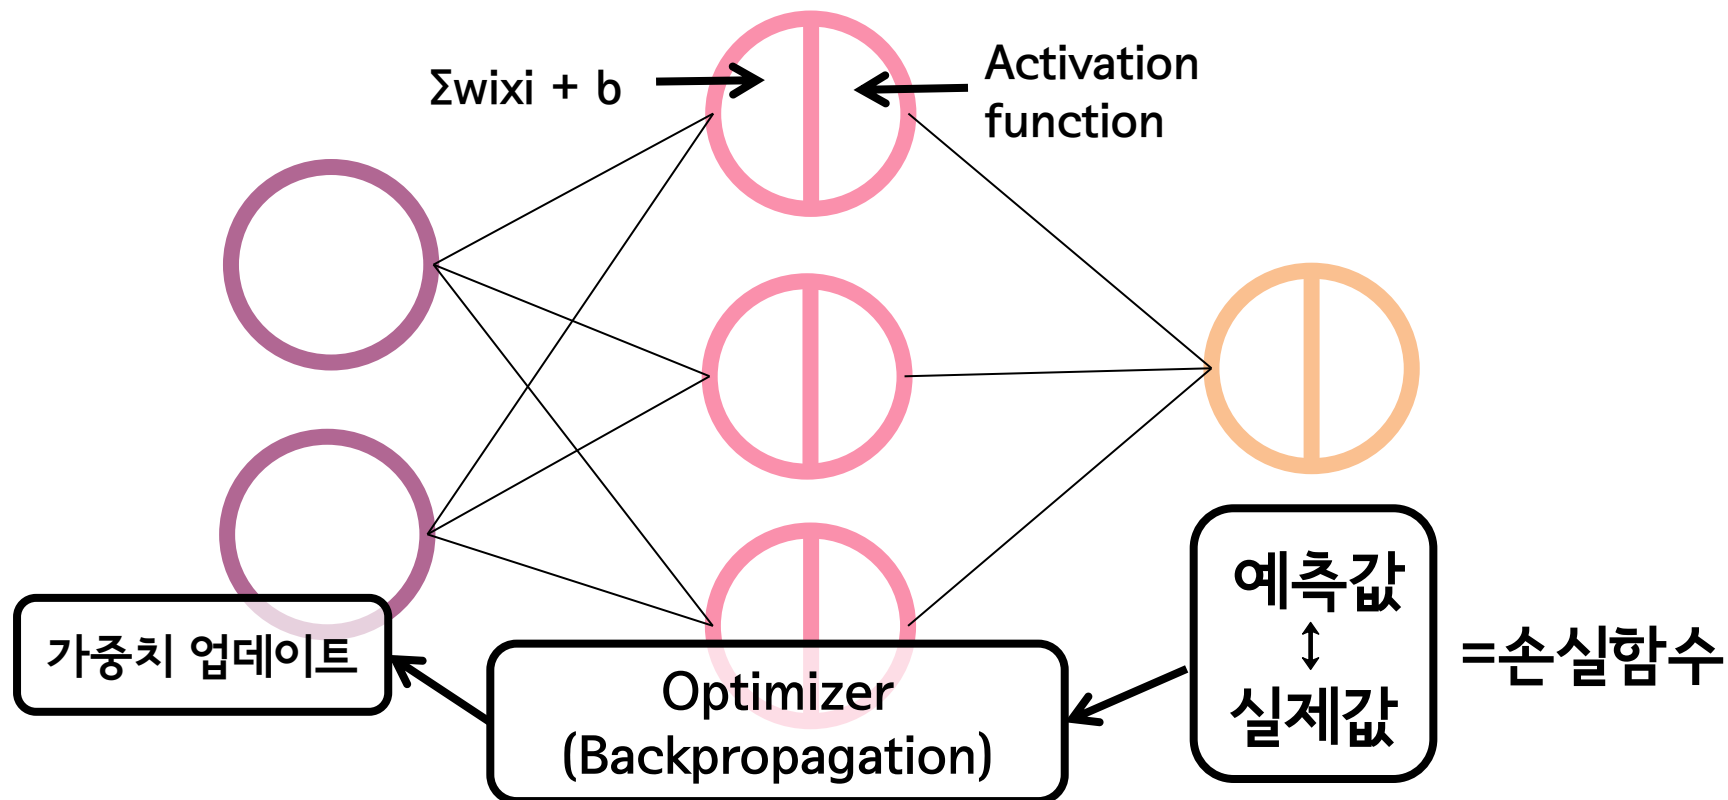 Σwixi + b
Activation
function
예측값
실제값
=손실함수
Optimizer
(Backpropagation)
가중치 업데이트